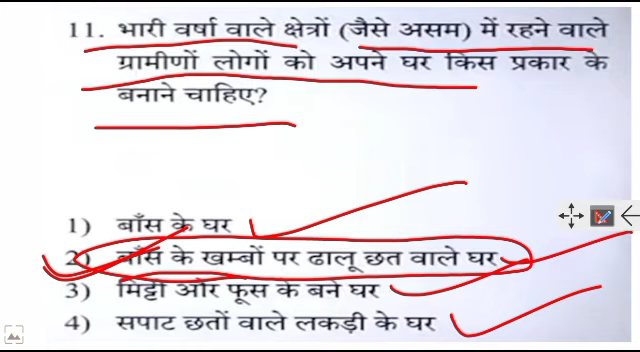 11. भारी वर्षा वाले क्षेत्रों (जैसे असम) में रहने वाले
ग्रामीणों लोगों को अपने घर किस प्रकार के
बनाने चाहिए?
1) बाँस के घर
2) बाँस के खम्बों पर ढालू छत वाले घर
3) मिट्टी और फूस के बने घर
4) सपाट छतों वाले लकड़ी के घर